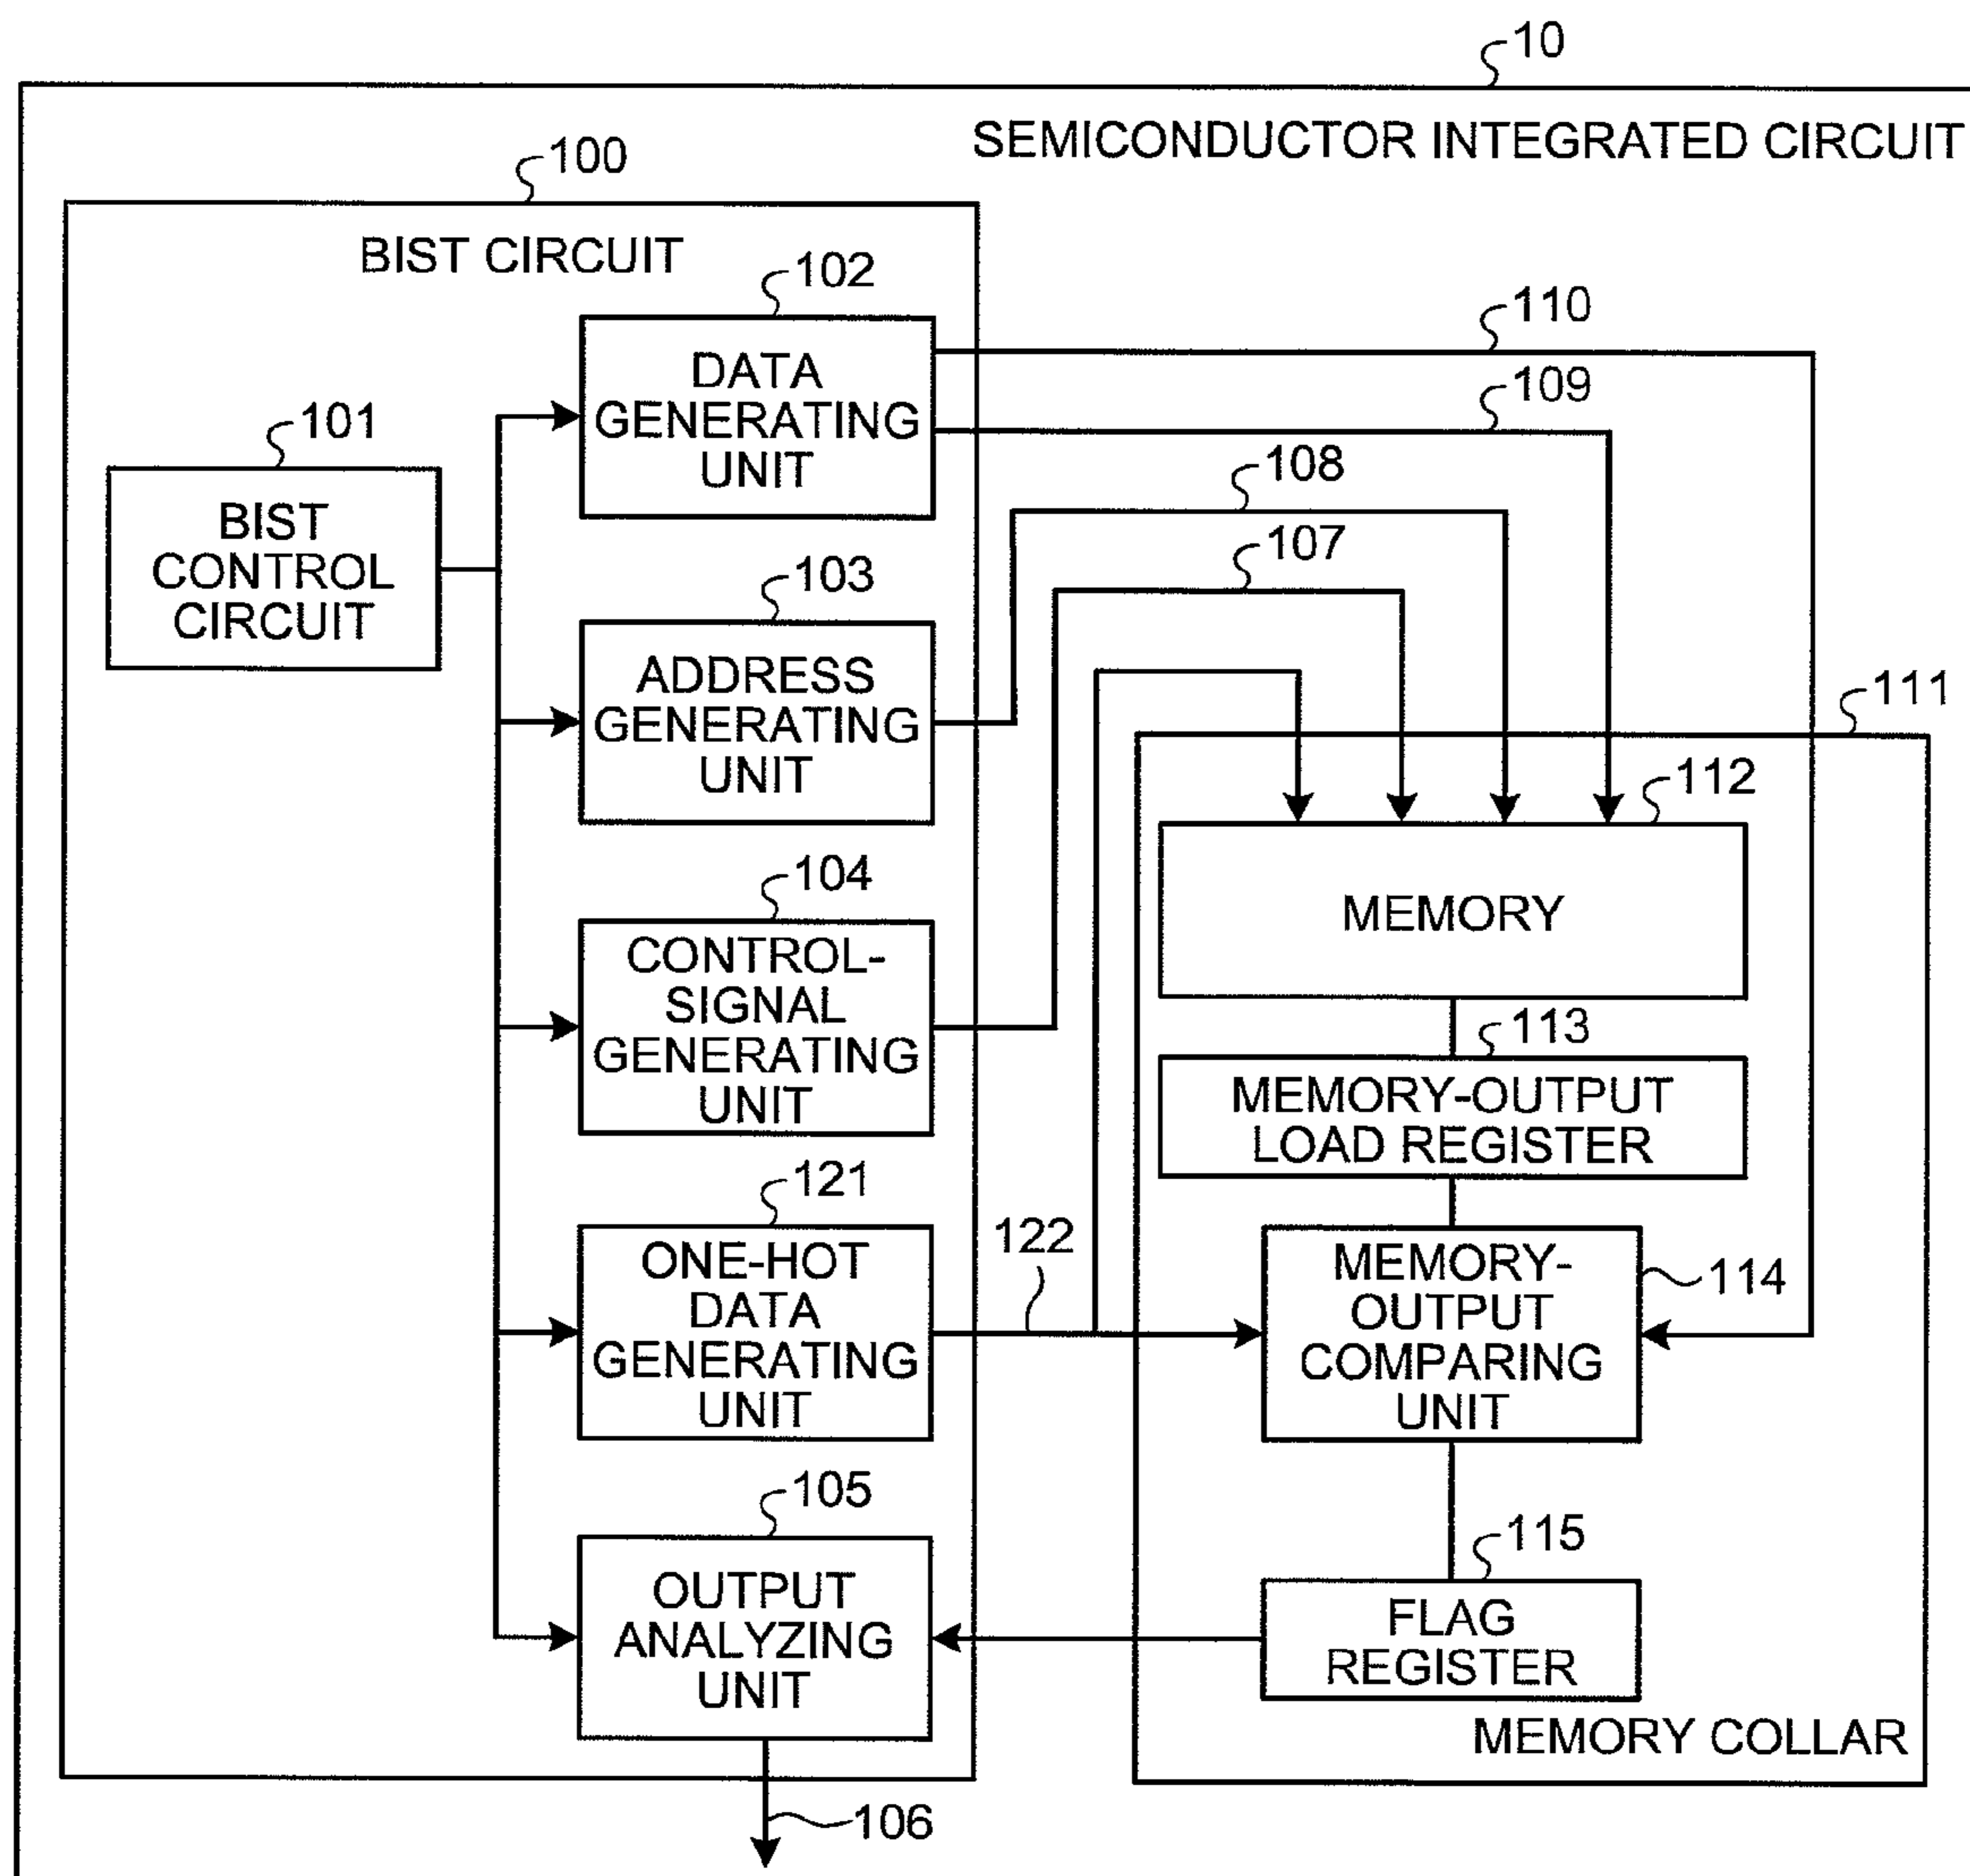 10
SEMICONDUCTOR INTEGRATED CIRCUIT
100
BIST CIRCUIT
102
DATA
GENERATING
UNIT
110
109
101
BIST
CONTROL
CIRCUIT
108
107
103
ADDRESS
GENERATING
UNIT
111
112
MEMORY
104
CONTROL-
SIGNAL
GENERATING
UNIT
113
MEMORY-OUTPUT
LOAD REGISTER
121
ONE-HOT
DATA
GENERATING
UNIT
122
MEMORY-
OUTPUT
COMPARING
UNIT
114
105
OUTPUT
ANALYZING
UNIT
115
FLAG
REGISTER
MEMORY COLLAR
106